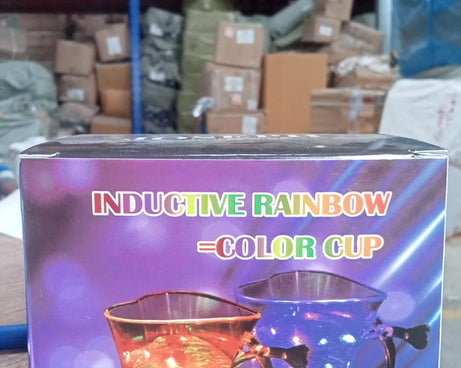 INDUCTIVE RAINBOW
=COLOR CUP